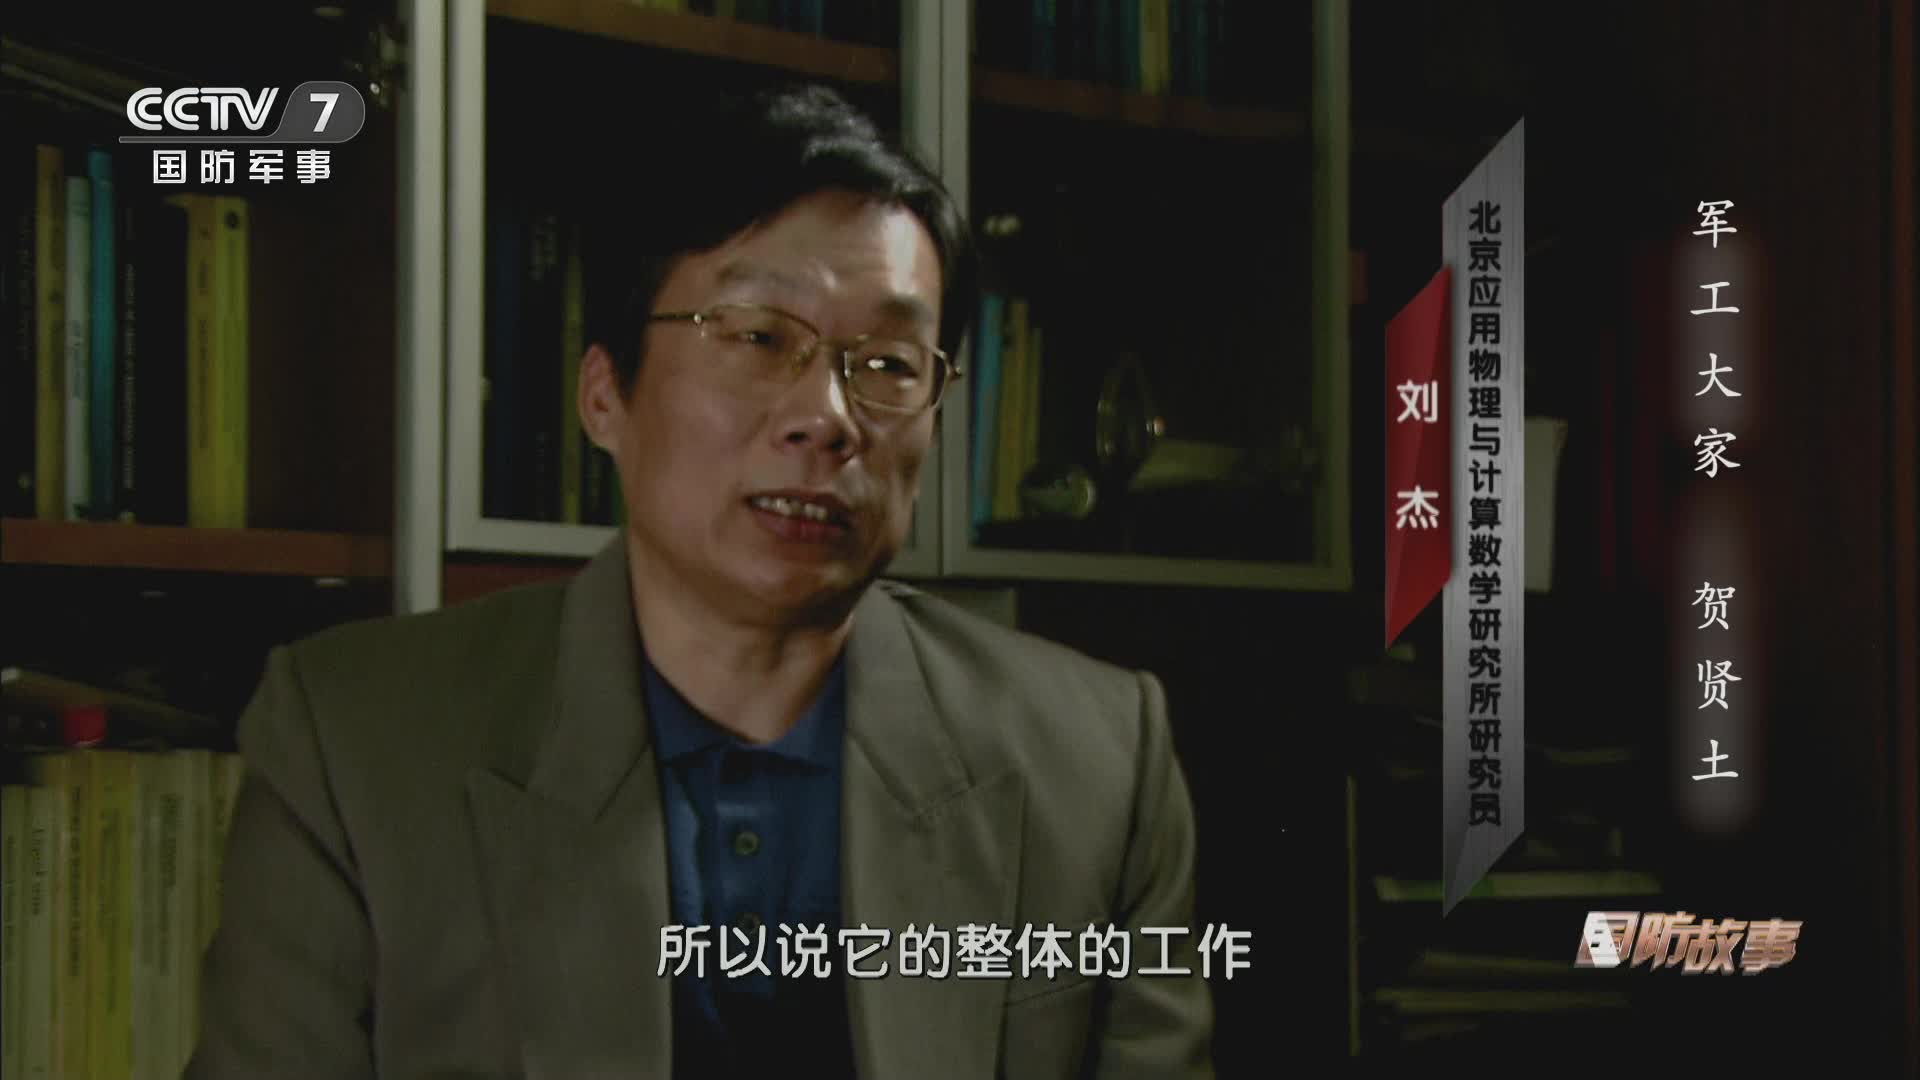 CCTV 7
国防军事
军工大家 贺贤土
北京应用物理与计算数学研究所研究员
刘杰
所以说它的整体的工作
国防故事